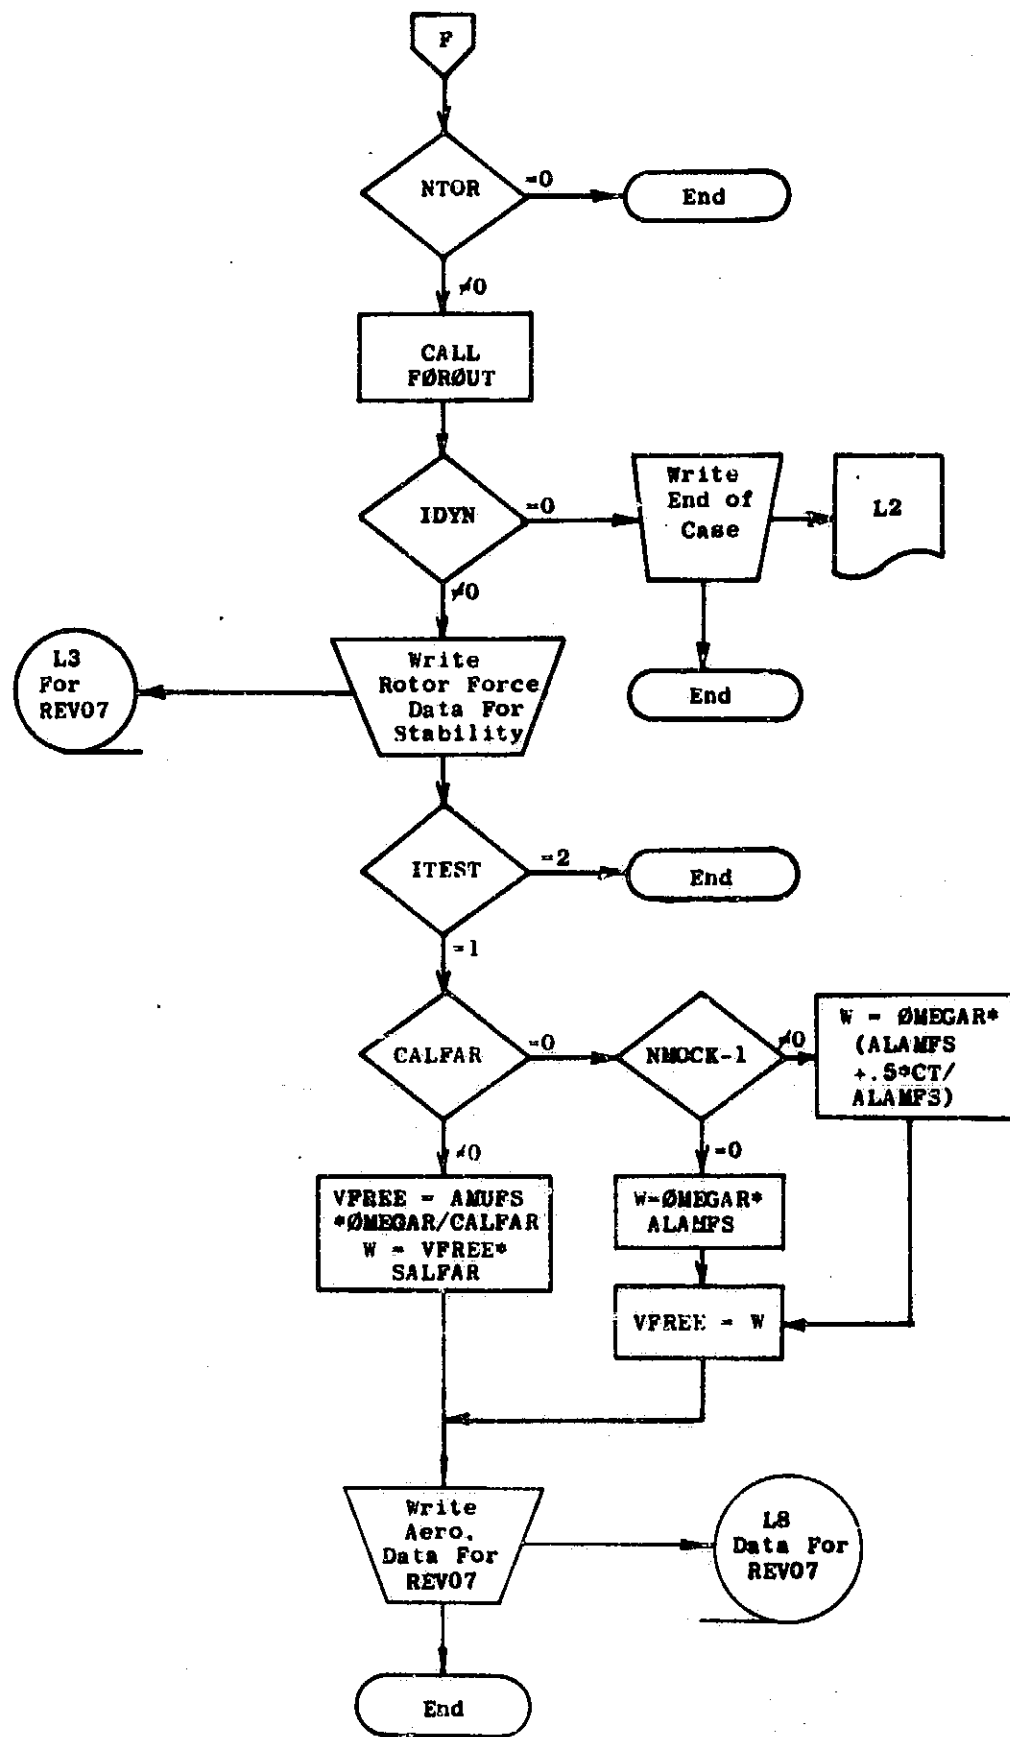 F
NTOR
=0
End
≠0
CALL
FØRØUT
IDYN
=0
Write
End of
Case
L2
≠0
End
L3
For
REV07
Write
Rotor Force
Data For
Stability
ITEST
=2
End
=1
CALFAR
=0
NMOCK-1
≠0
W = ØMEGAR*
(ALAMFS
+.5*CT/
ALAMFS)
≠0
=0
VFREE = AMUFS
*ØMEGAR/CALFAR
W = VFREE*
SALFAR
W=ØMEGAR*
ALAMFS
VFREE = W
Write
Aero.
Data For
REV07
L8
Data For
REV07
End